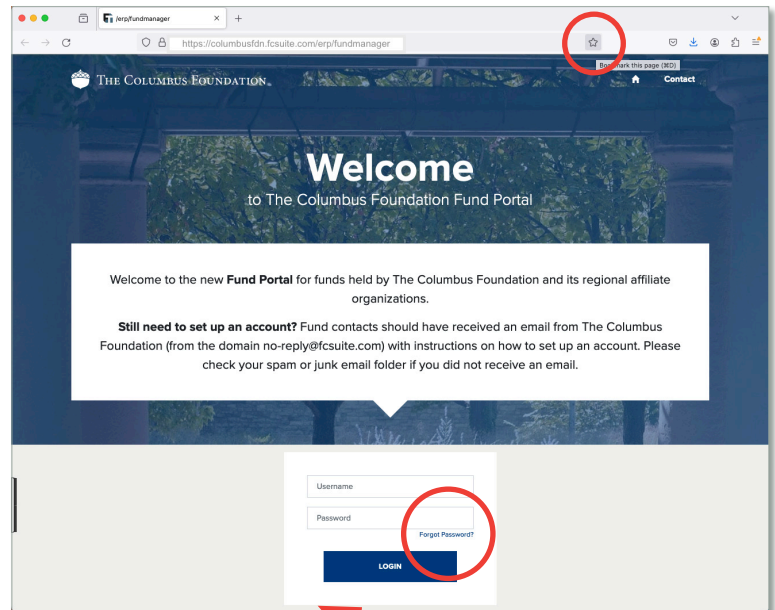 /erp/fundmanager
https://columbusfdn.fcsuite.com/erp/fundmanager
Bookmark this page (⌘D)
THE COLUMBUS FOUNDATION
Contact
Welcome
to The Columbus Foundation Fund Portal
Welcome to the new Fund Portal for funds held by The Columbus Foundation and its regional affiliate
organizations.
Still need to set up an account? Fund contacts should have received an email from The Columbus
Foundation (from the domain no-reply@fcsuite.com) with instructions on how to set up an account. Please
check your spam or junk email folder if you did not receive an email.
Username
Password
Forgot Password?
LOGIN